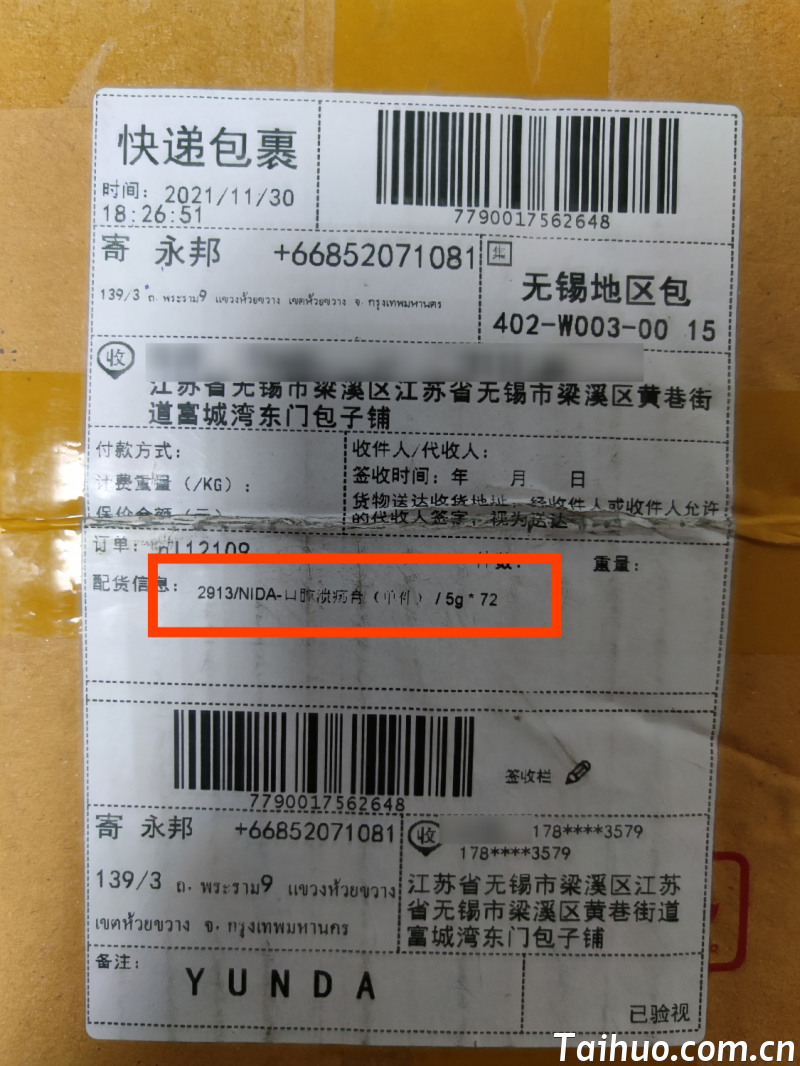 快递包裹
时间: 2021/11/30
18:26:51
7790017562648
寄 永邦 +66852071081
139/3 ถ. พระราม9 แขวงห้วยขวาง เขตห้วยขวาง จ. กรุงเทพมหานคร
集
无锡地区包
402-W003-00 15
收
江苏省无锡市梁溪区江苏省无锡市梁溪区黄巷街
道富城湾东门包子铺
付款方式:
计费重量(/KG):
保价金额(元)
收件人/代收人:
签收时间: 年 月 日
货物送达收货地址，经收件人或收件人允许
的代收人签字，视为送达
订单:
件数:
重量:
配货信息: 2913/NIDA-口腔溃疡膏(单件) / 5g * 72
7790017562648
签收栏
寄 永邦 +66852071081
139/3 ถ. พระราม9 แขวงห้วยขวาง
เขตห้วยขวาง จ. กรุงเทพมหานคร
收 178****3579
178****3579
江苏省无锡市梁溪区江苏
省无锡市梁溪区黄巷街道
富城湾东门包子铺
备注:
YUNDA
已验视
Taihuo.com.cn